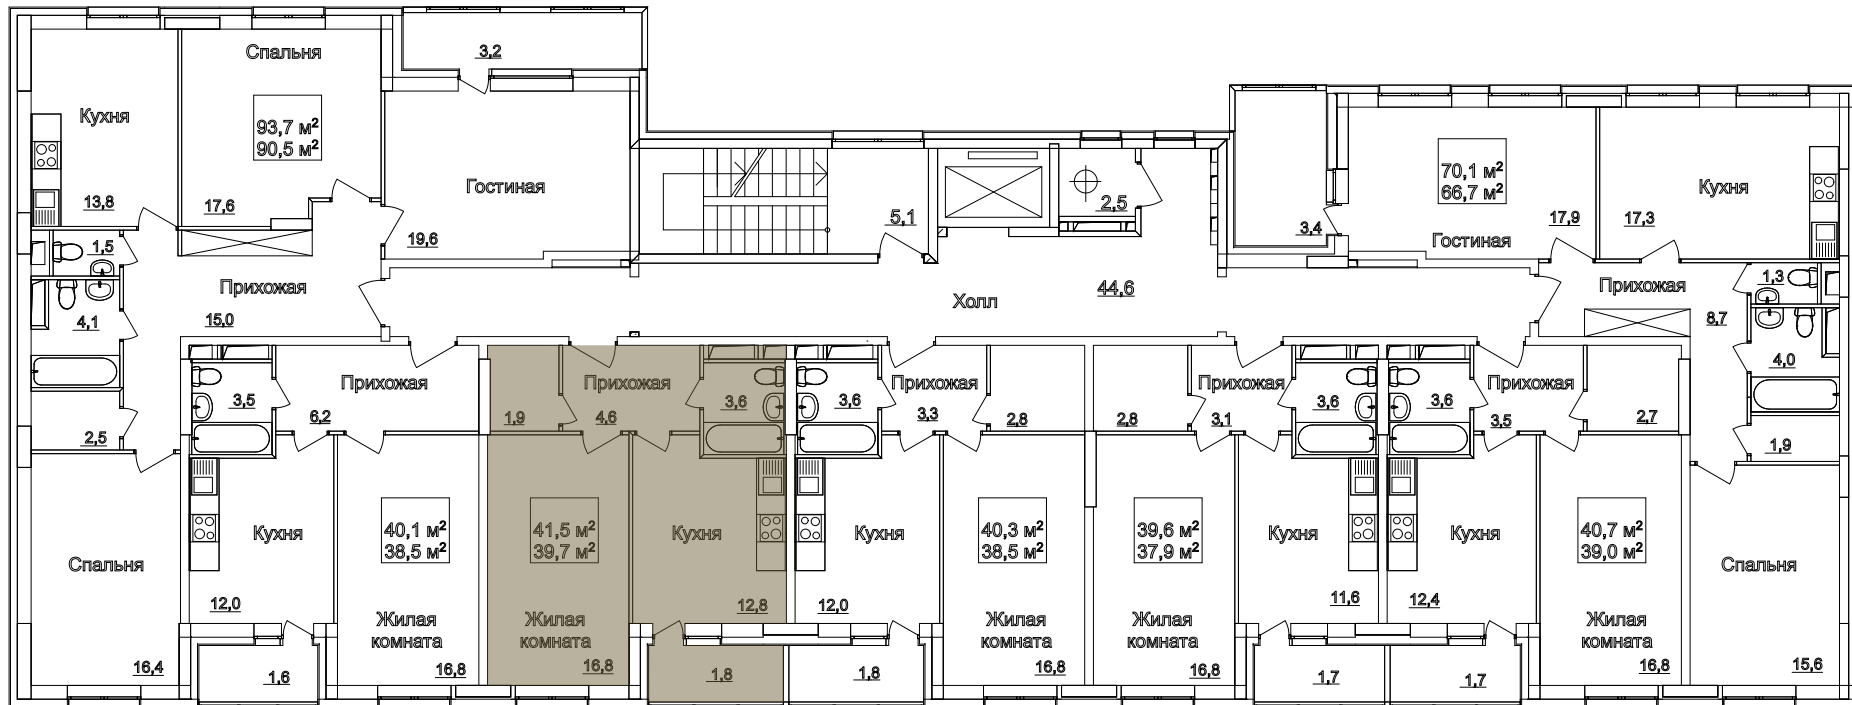 Спальня
3,2
Кухня
93,7 м²
90,5 м²
13,8
17,6
Гостиная
19,6
5,1
2,5
3,4
70,1 м²
66,7 м²
17,9
Гостиная
Кухня
17,3
1,5
4,1
Прихожая
15,0
Холл
44,6
Прихожая
1,3
8,7
4,0
2,5
1,9
3,5
Прихожая
6,2
1,9
Прихожая
4,6
3,6
3,6
Прихожая
3,3
2,8
2,8
Прихожая
3,1
3,6
3,6
Прихожая
3,5
2,7
Спальня
16,4
Кухня
12,0
1,6
40,1 м²
38,5 м²
Жилая
комната
16,8
41,5 м²
39,7 м²
Жилая
комната
16,8
Кухня
12,8
1,8
Кухня
12,0
1,8
40,3 м²
38,5 м²
Жилая
комната
16,8
39,6 м²
37,9 м²
Жилая
комната
16,8
Кухня
11,6
1,7
Кухня
12,4
1,7
40,7 м²
39,0 м²
Жилая
комната
16,8
Спальня
15,6